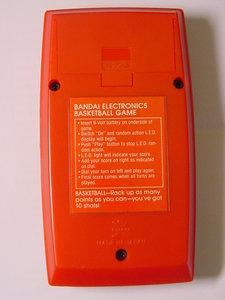 BANDAI ELECTRONICS
BASKETBALL GAME
• Insert 9-Volt battery on underside of
game.
• Switch "On" and random action L.E.D.
display will begin.
• Push "Play" button to stop L.E.D. ran-
dom action.
• L.E.D. light will indicate your score.
• Add your score on right as indicated
on dial.
• Dial your turn on left and play again.
• Final score comes when all turns are
played.
BASKETBALL—Rack up as many
points as you can—you've got
10 shots!
MADE IN JAPAN